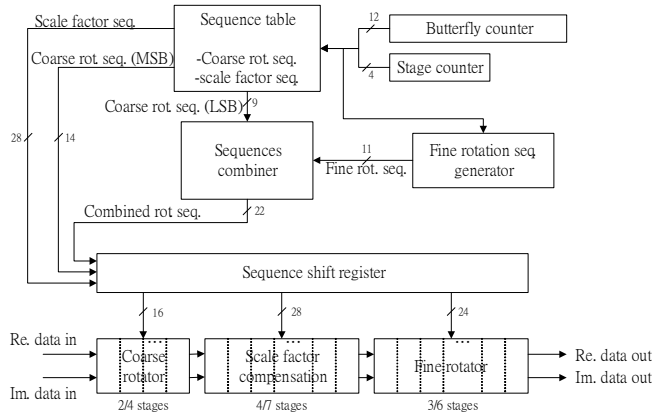 Scale factor seq.
Sequence table
-Coarse rot. seq.
-scale factor seq.
12
Butterfly counter
4
Stage counter
Coarse rot. seq. (MSB)
Coarse rot. seq. (LSB)
9
28
14
Sequences
combiner
11
Fine rot. seq.
Fine rotation seq.
generator
Combined rot seq.
22
Sequence shift register
16
28
24
Re. data in
Im. data in
...
Coarse
rotator
...
Scale factor
compensation
...
Fine rotator
Re. data out
Im. data out
2/4 stages
4/7 stages
3/6 stages